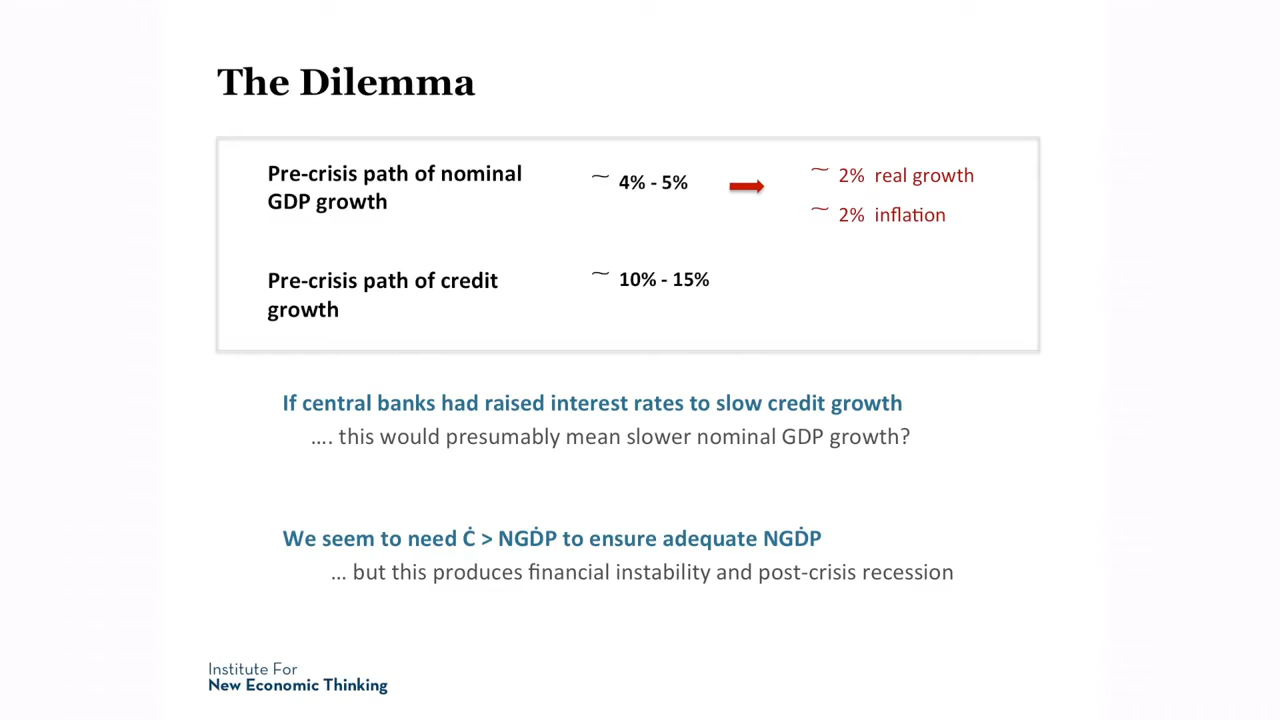 The Dilemma
Pre-crisis path of nominal
GDP growth
~ 4% - 5%
~ 2% real growth
~ 2% inflation
Pre-crisis path of credit
growth
~ 10% - 15%
If central banks had raised interest rates to slow credit growth
.... this would presumably mean slower nominal GDP growth?
We seem to need Ċ > NGḊP to ensure adequate NGḊP
... but this produces financial instability and post-crisis recession
Institute For
New Economic Thinking